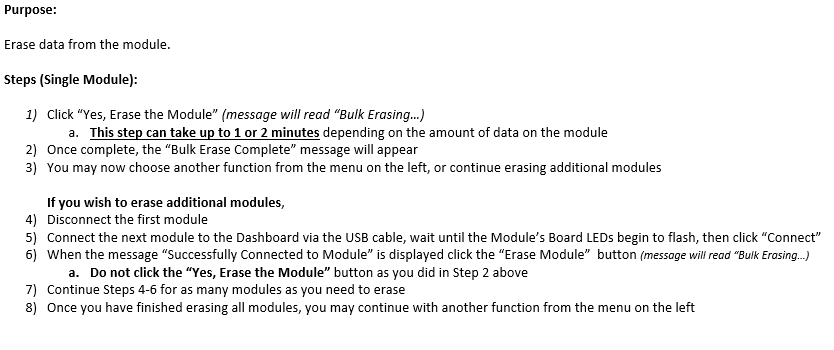 Purpose:
Erase data from the module.
Steps (Single Module):
1) Click “Yes, Erase the Module” (message will read “Bulk Erasing…)
a. This step can take up to 1 or 2 minutes depending on the amount of data on the module
2) Once complete, the “Bulk Erase Complete” message will appear
3) You may now choose another function from the menu on the left, or continue erasing additional modules
If you wish to erase additional modules,
4) Disconnect the first module
5) Connect the next module to the Dashboard via the USB cable, wait until the Module’s Board LEDs begin to flash, then click “Connect”
6) When the message “Successfully Connected to Module” is displayed click the “Erase Module” button (message will read “Bulk Erasing…)
a. Do not click the “Yes, Erase the Module” button as you did in Step 2 above
7) Continue Steps 4-6 for as many modules as you need to erase
8) Once you have finished erasing all modules, you may continue with another function from the menu on the left